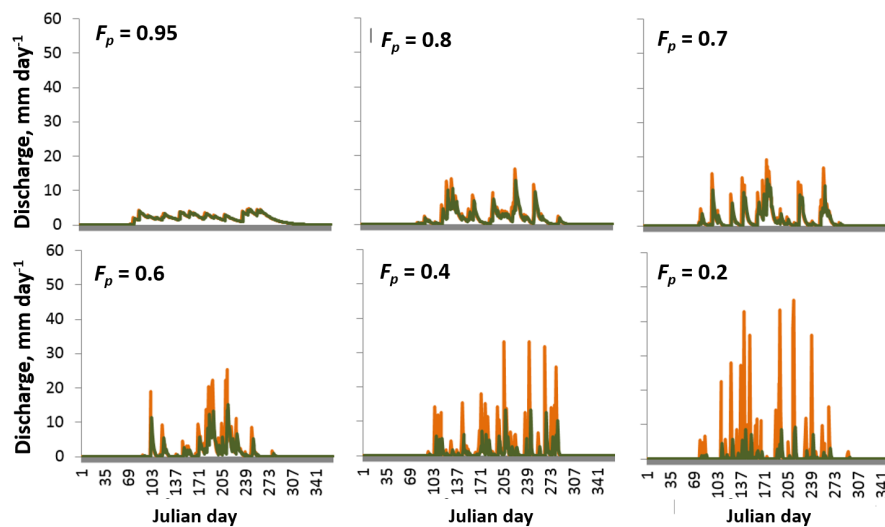 60
50
40
30
20
10
0
Discharge, mm day-1
Fp = 0.95
Fp = 0.8
Fp = 0.7
60
50
40
30
20
10
0
Discharge, mm day-1
Fp = 0.6
Fp = 0.4
Fp = 0.2
1 35 69 103 137 171 205 239 273 307 341
1 35 69 103 137 171 205 239 273 307 341
1 35 69 103 137 171 205 239 273 307 341
Julian day
Julian day
Julian day